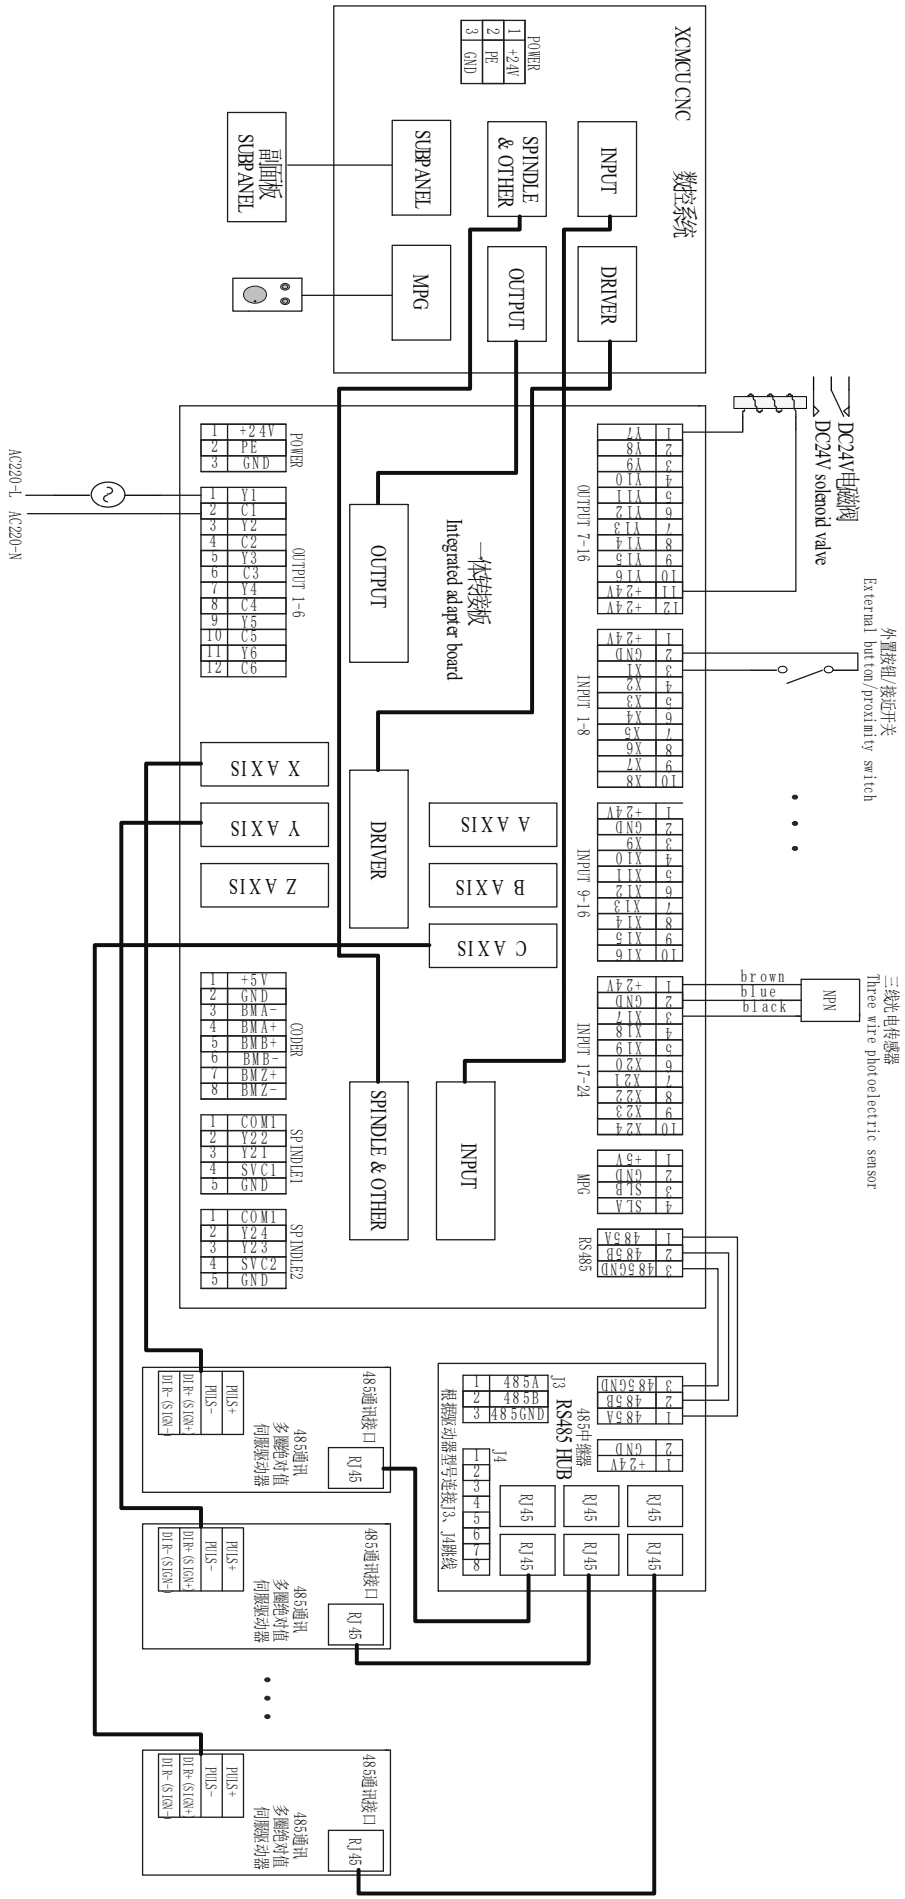 XCMCU CNC
数控系统
POWER
1 +24V
2 PE
3 GND
INPUT
DRIVER
SPINDLE
& OTHER
OUTPUT
SUBPANEL
MPG
副面板
SUBPANEL
DC24V电磁阀
DC24V solenoid valve
外置按钮/接近开关
External button/proximity switch
三线光电传感器
Three wire photoelectric sensor
NPN
brown
blue
black
1 Y7
2 Y8
3 Y9
4 Y10
5 Y11
6 Y12
7 Y13
8 Y14
9 Y15
10 Y16
11 +24V
12 +24V
OUTPUT 7-16
1 +24V
2 GND
3 X1
4 X2
5 X3
6 X4
7 X5
8 X6
9 X7
10 X8
INPUT 1-8
1 +24V
2 GND
3 X9
4 X10
5 X11
6 X12
7 X13
8 X14
9 X15
10 X16
INPUT 9-16
1 +24V
2 GND
3 X17
4 X18
5 X19
6 X20
7 X21
8 X22
9 X23
10 X24
INPUT 17-24
1 +5V
2 GND
3 SLB
4 SLA
MPG
1 485A
2 485B
3 485GND
RS485
一体转接板
Integrated adapter board
OUTPUT
DRIVER
A AXIS
B AXIS
C AXIS
INPUT
SPINDLE & OTHER
POWER
1 +24V
2 PE
3 GND
OUTPUT 1-6
1 Y1
2 C1
3 Y2
4 C2
5 Y3
6 C3
7 Y4
8 C4
9 Y5
10 C5
11 Y6
12 C6
AC220-L
AC220-N
X AXIS
Y AXIS
Z AXIS
CODER
1 +5V
2 GND
3 BMA-
4 BMA+
5 BMB+
6 BMB-
7 BMZ+
8 BMZ-
SPINDLE1
1 COM1
2 Y22
3 Y21
4 SVC1
5 GND
SPINDLE2
1 COM1
2 Y24
3 Y23
4 SVC2
5 GND
3 485GND
2 485B
1 485A
2 GND
1 +24V
485中继器
RS485 HUB
J3
1 485A
2 485B
3 485GND
J4
1
2
3
4
5
6
7
8
根据驱动器型号连接J3、J4跳线
RJ45
RJ45
RJ45
RJ45
RJ45
RJ45
485通讯接口
RJ45
485通讯
多圈绝对值
伺服驱动器
PULS+
PULS-
DIR+(SIGN+)
DIR-(SIGN-)
485通讯接口
RJ45
485通讯
多圈绝对值
伺服驱动器
PULS+
PULS-
DIR+(SIGN+)
DIR-(SIGN-)
485通讯接口
RJ45
485通讯
多圈绝对值
伺服驱动器
PULS+
PULS-
DIR+(SIGN+)
DIR-(SIGN-)